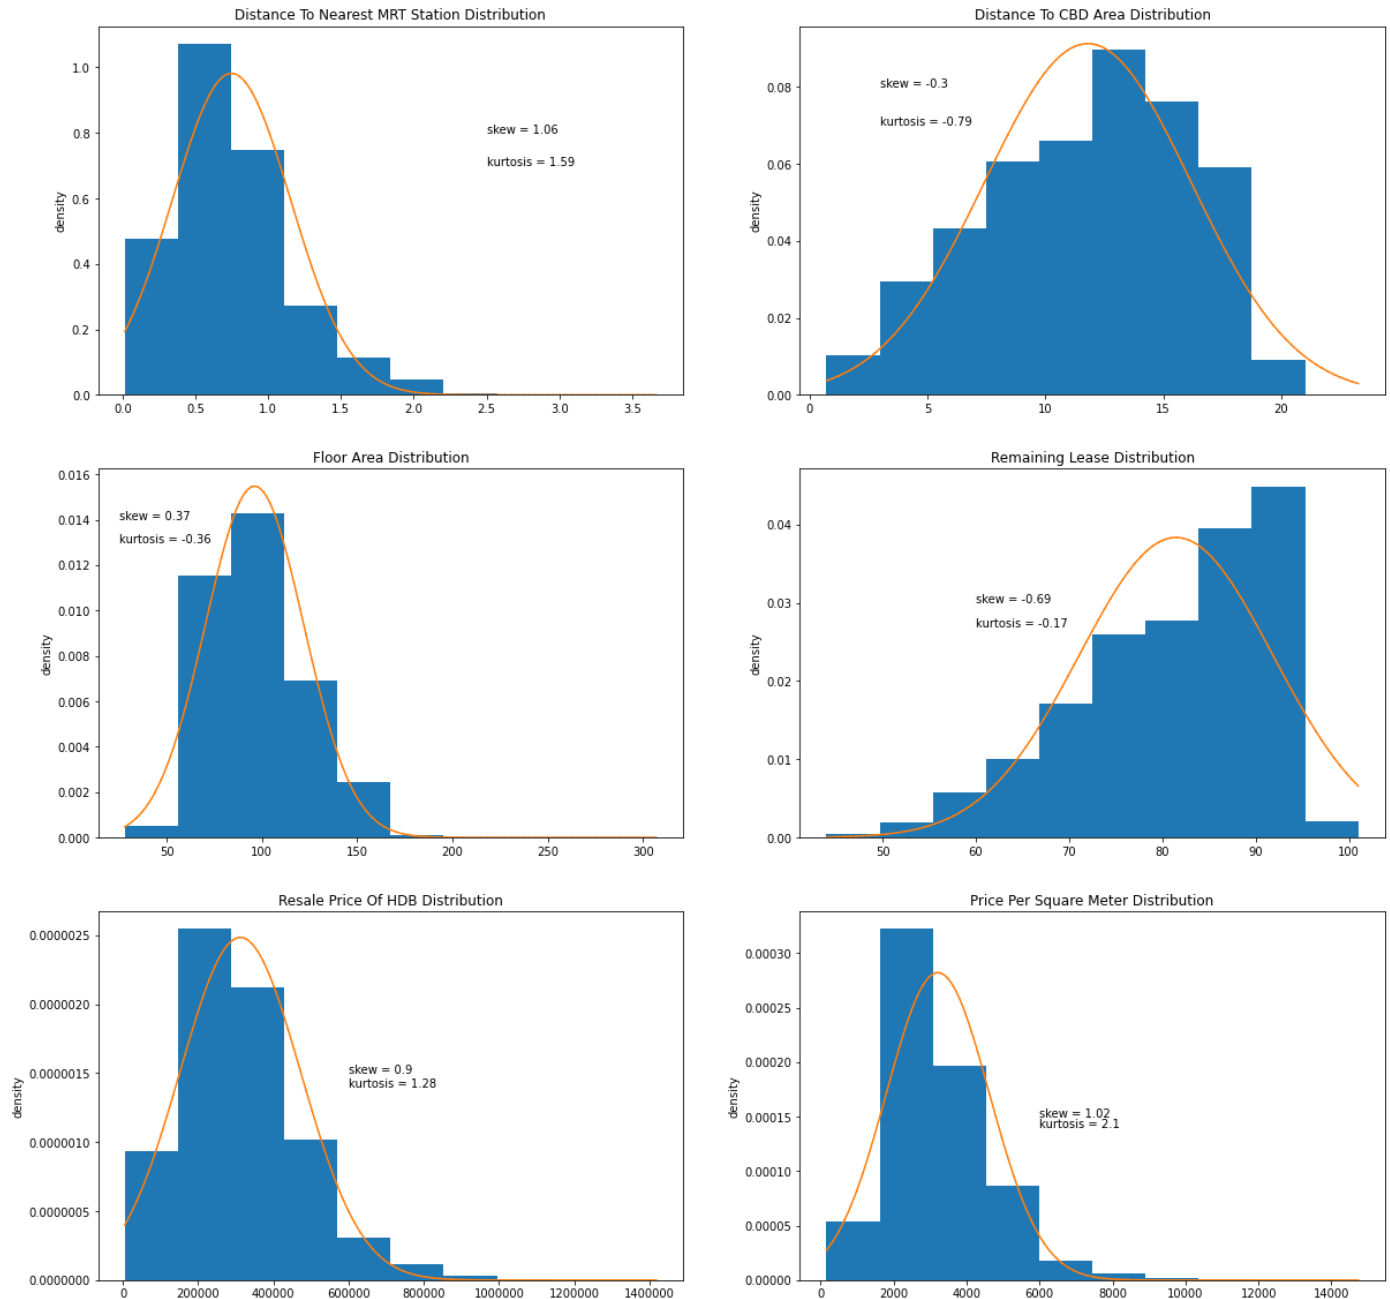 Distance To Nearest MRT Station Distribution
density
1.0
0.8
0.6
0.4
0.2
0.0
skew = 1.06
kurtosis = 1.59
0.0 0.5 1.0 1.5 2.0 2.5 3.0 3.5
Distance To CBD Area Distribution
density
0.08
0.06
0.04
0.02
0.00
skew = -0.3
kurtosis = -0.79
0 5 10 15 20
Floor Area Distribution
density
0.016
0.014
0.012
0.010
0.008
0.006
0.004
0.002
0.000
skew = 0.37
kurtosis = -0.36
50 100 150 200 250 300
Remaining Lease Distribution
density
0.04
0.03
0.02
0.01
0.00
skew = -0.69
kurtosis = -0.17
50 60 70 80 90 100
Resale Price Of HDB Distribution
density
0.0000025
0.0000020
0.0000015
0.0000010
0.0000005
0.0000000
skew = 0.9
kurtosis = 1.28
0 200000 400000 600000 800000 1000000 1200000 1400000
Price Per Square Meter Distribution
density
0.00030
0.00025
0.00020
0.00015
0.00010
0.00005
0.00000
skew = 1.02
kurtosis = 2.1
0 2000 4000 6000 8000 10000 12000 14000